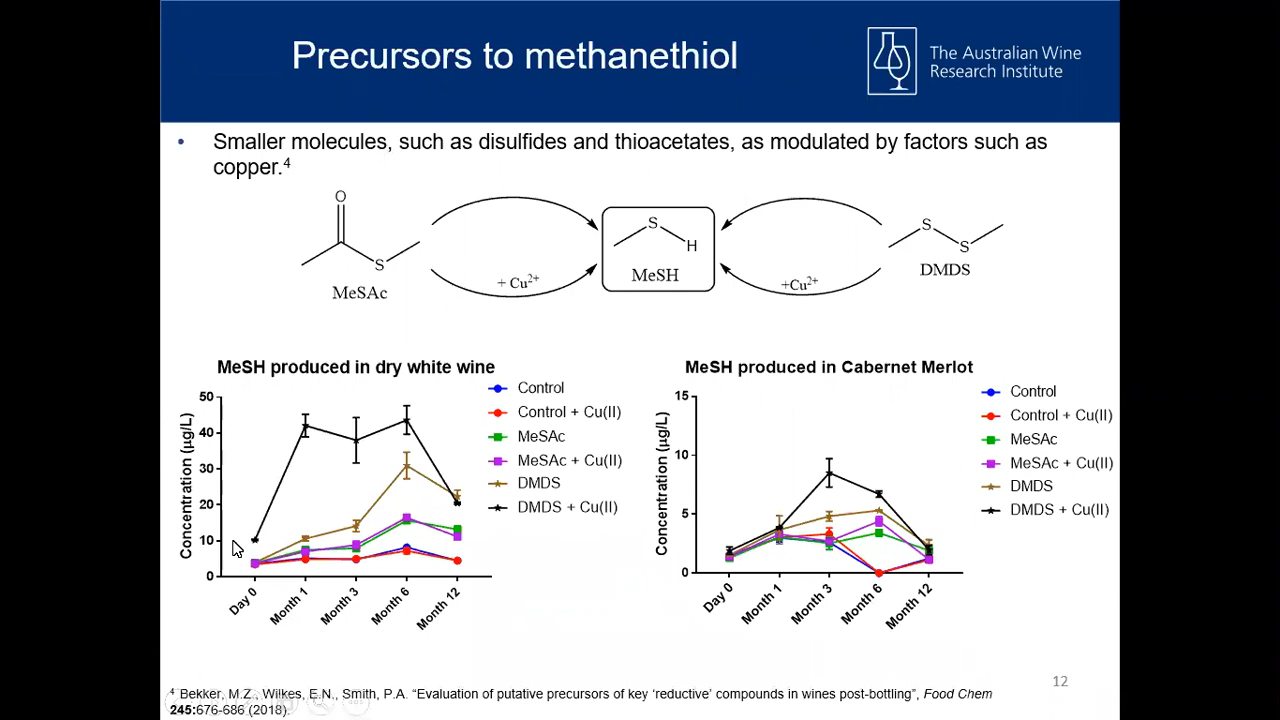 Precursors to methanethiol
The Australian Wine
Research Institute
• Smaller molecules, such as disulfides and thioacetates, as modulated by factors such as
copper.4
O
S
MeSAc
+ Cu2+
S
H
MeSH
+Cu2+
S
S
DMDS
MeSH produced in dry white wine
Concentration (µg/L)
50
40
30
20
10
0
Day 0
Month 1
Month 3
Month 6
Month 12
Control
Control + Cu(II)
MeSAc
MeSAc + Cu(II)
DMDS
DMDS + Cu(II)
MeSH produced in Cabernet Merlot
Concentration (µg/L)
15
10
5
0
Day 0
Month 1
Month 3
Month 6
Month 12
Control
Control + Cu(II)
MeSAc
MeSAc + Cu(II)
DMDS
DMDS + Cu(II)
12
4 Bekker, M.Z., Wilkes, E.N., Smith, P.A. “Evaluation of putative precursors of key ‘reductive’ compounds in wines post-bottling”, Food Chem
245:676-686 (2018).